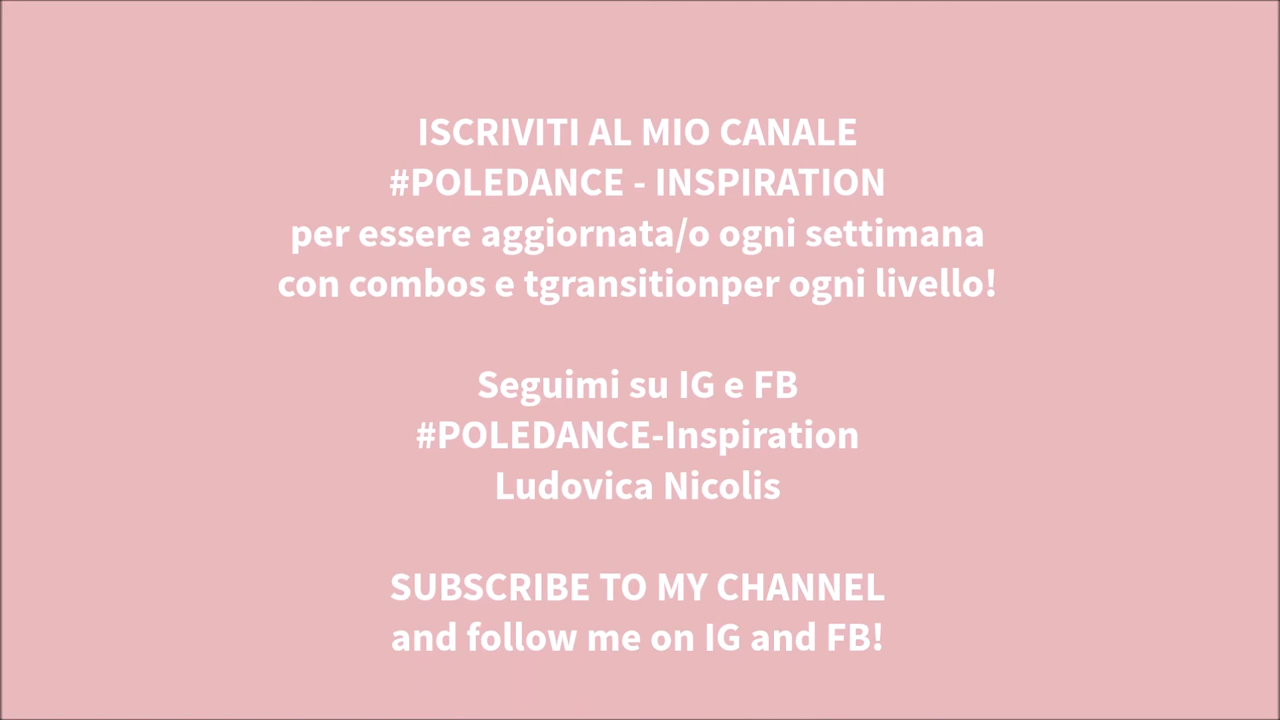 ISCRIVITI AL MIO CANALE
#POLEDANCE - INSPIRATION
per essere aggiornata/o ogni settimana
con combos e tgransitionper ogni livello!
Seguimi su IG e FB
#POLEDANCE-Inspiration
Ludovica Nicolis
SUBSCRIBE TO MY CHANNEL
and follow me on IG and FB!